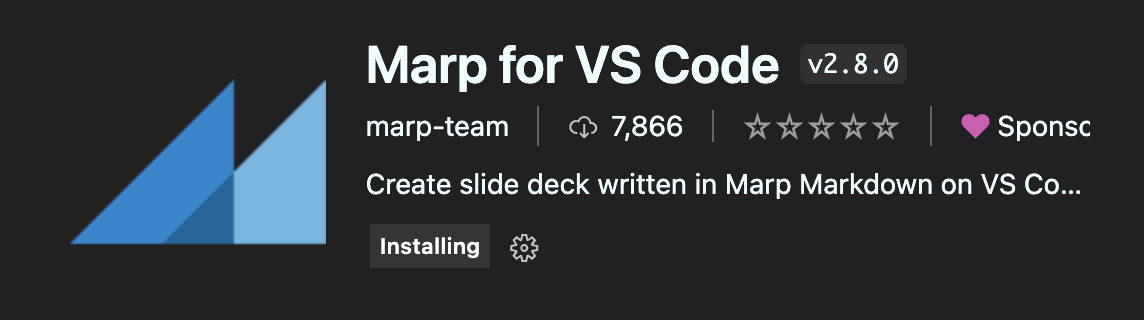 Marp for VS Code v2.8.0
marp-team 7,866 Sponsc
Create slide deck written in Marp Markdown on VS Co...
Installing